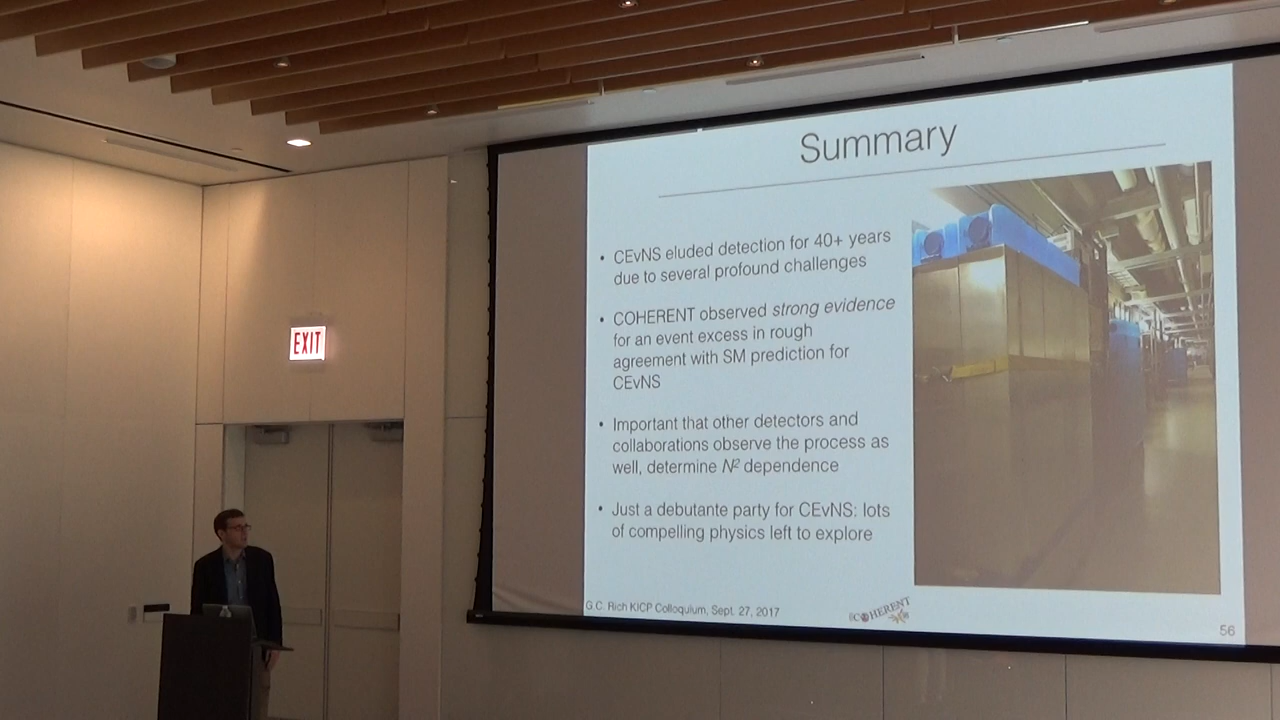 Summary
• CEvNS eluded detection for 40+ years
due to several profound challenges
• COHERENT observed strong evidence
for an event excess in rough
agreement with SM prediction for
CEvNS
• Important that other detectors and
collaborations observe the process as
well, determine N² dependence
• Just a debutante party for CEvNS: lots
of compelling physics left to explore
G.C. Rich KICP Colloquium, Sept. 27, 2017
COHERENT
56
EXIT